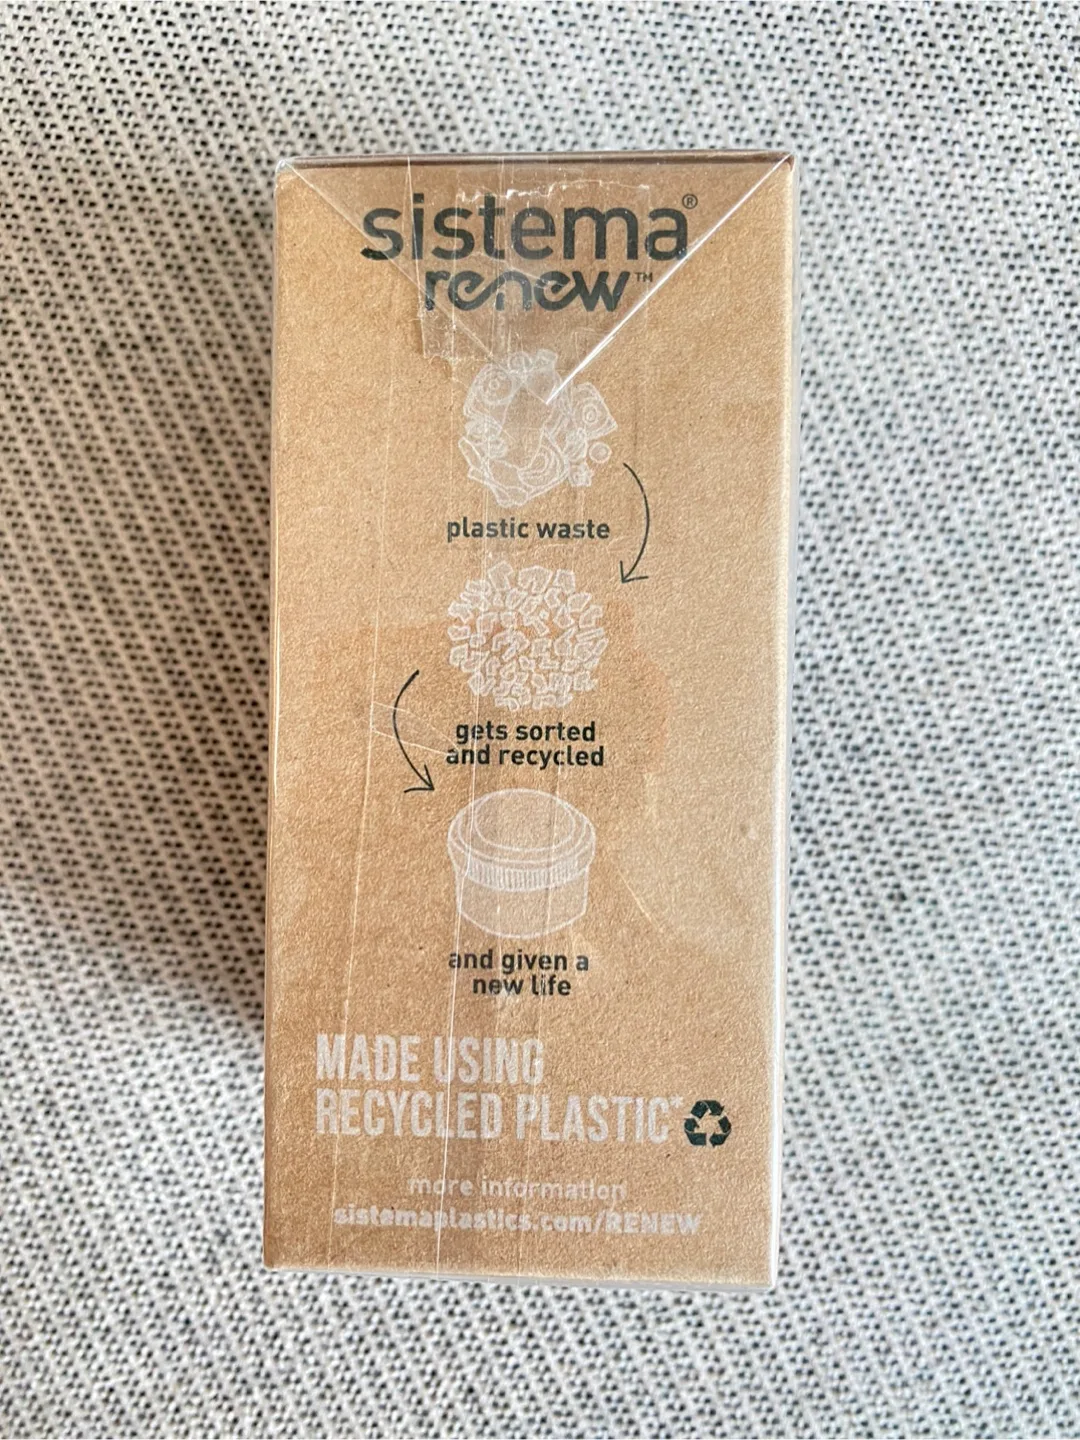 sistema®
renew™
plastic waste
gets sorted
and recycled
and given a
new life
MADE USING
RECYCLED PLASTIC*
more information
sistemaplastics.com/RENEW